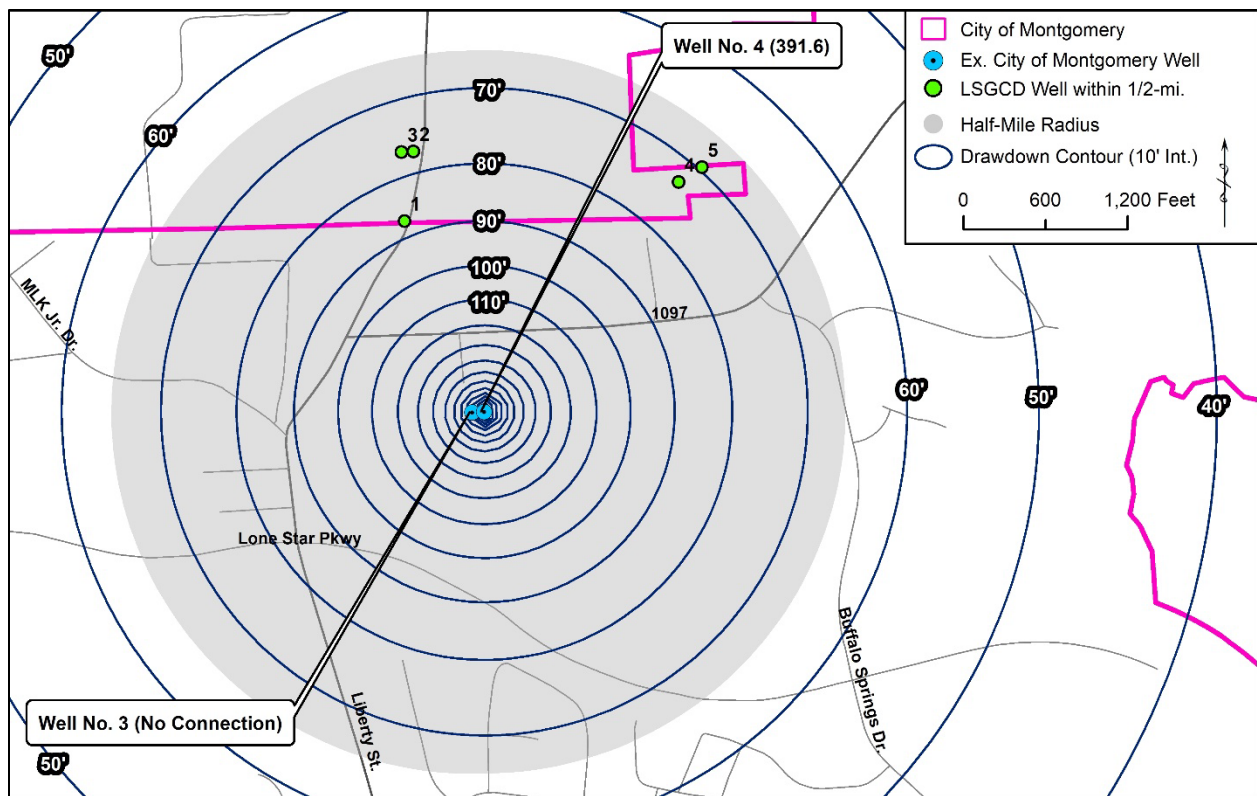 50'
60'
70'
80'
90'
100'
110'
Well No. 4 (391.6)
City of Montgomery
Ex. City of Montgomery Well
LSGCD Well within 1/2-mi.
Half-Mile Radius
Drawdown Contour (10' Int.)
0 600 1,200 Feet
32
1
4
5
1097
MLK Jr. Dr.
60'
50'
40'
Lone Star Pkwy
Buffalo Springs Dr.
Liberty St.
Well No. 3 (No Connection)
50'